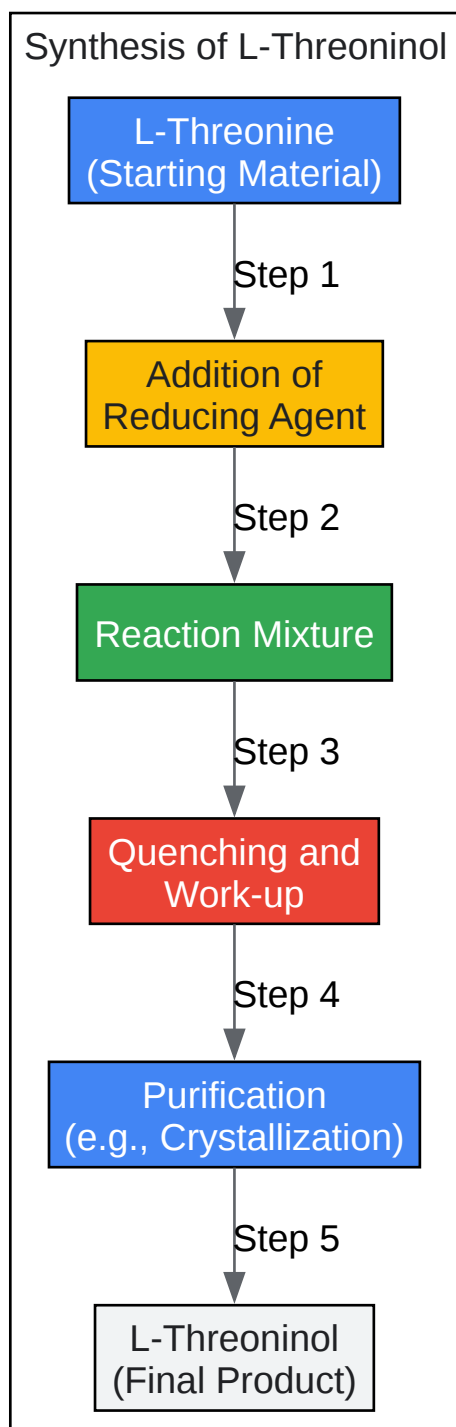 Synthesis of L-Threoninol
L-Threonine
(Starting Material)
Step 1
Addition of
Reducing Agent
Step 2
Reaction Mixture
Step 3
Quenching and
Work-up
Step 4
Purification
(e.g., Crystallization)
Step 5
L-Threoninol
(Final Product)